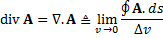 div 𝐀 = ∇. 𝐀 ≜ lim_{v→0} ∮ 𝐀. ds / Δv